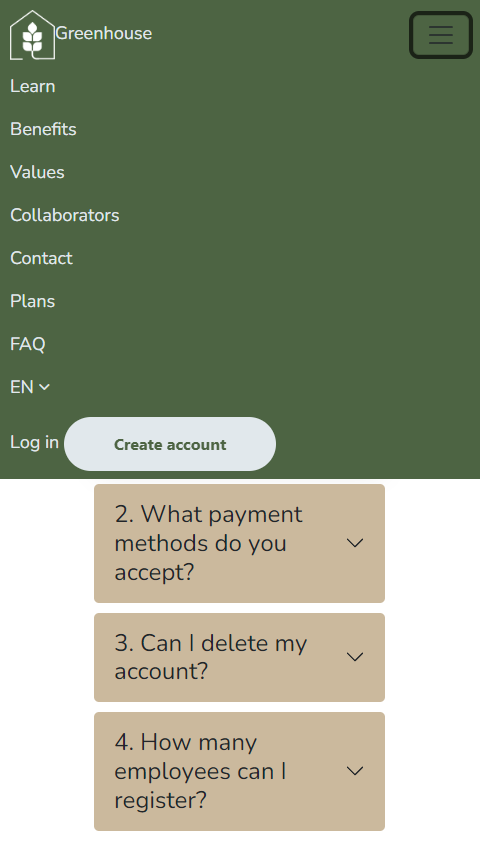 Greenhouse
Learn
Benefits
Values
Collaborators
Contact
Plans
FAQ
EN
Log in
Create account
2. What payment
methods do you
accept?
3. Can I delete my
account?
4. How many
employees can I
register?